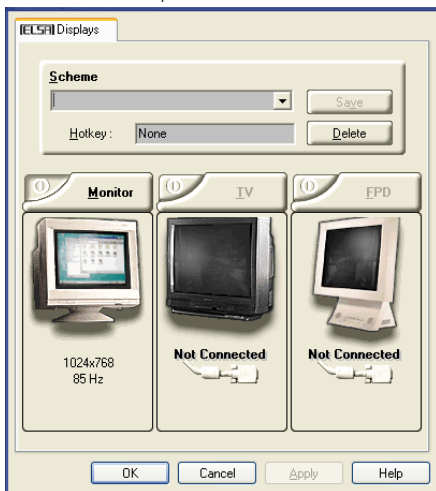 ELSA Displays
Scheme
Save
Hotkey : None
Delete
Monitor
TV
FPD
1024x768
85 Hz
Not Connected
Not Connected
OK
Cancel
Apply
Help